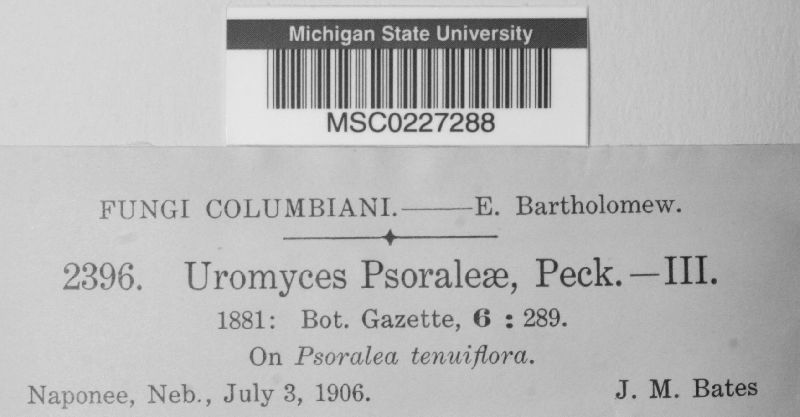 Michigan State University
MSC0227288
FUNGI COLUMBIANI.——E. Bartholomew.
2396. Uromyces Psoraleæ, Peck.—III.
1881: Bot. Gazette, 6 : 289.
On Psoralea tenuiflora.
Naponee, Neb., July 3, 1906. J. M. Bates